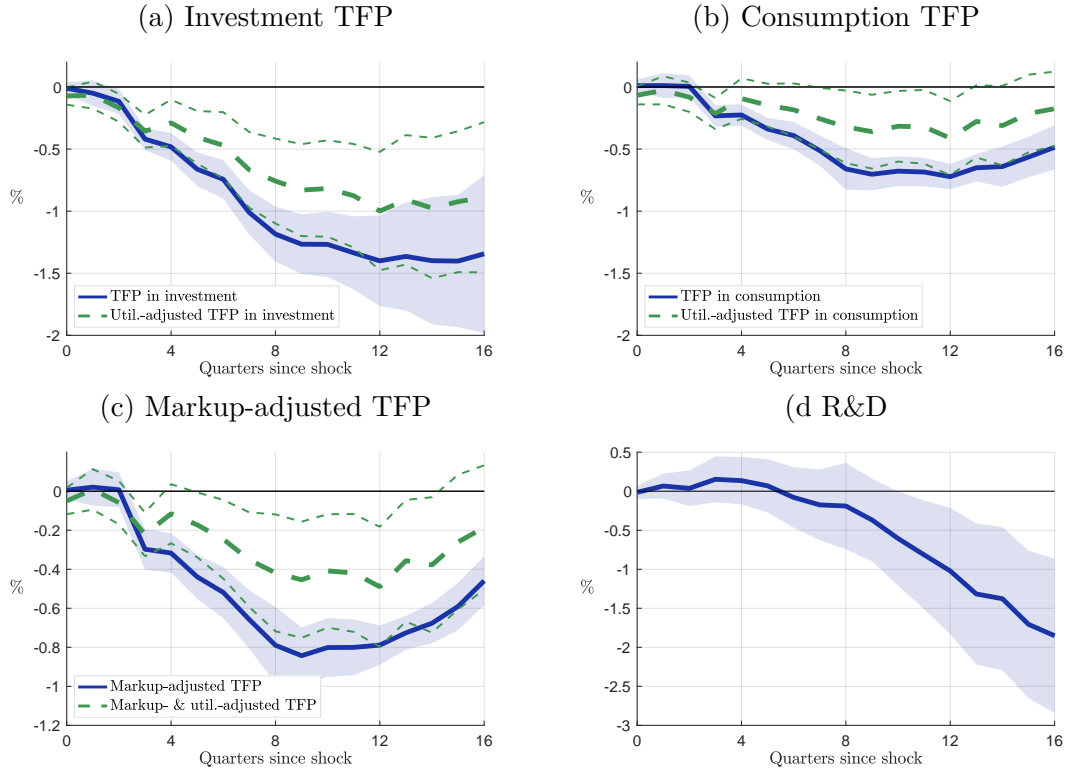 (a) Investment TFP
0
-0.5
%
-1
-1.5
-2
TFP in investment
Util.-adjusted TFP in investment
0 4 8 12 16
Quarters since shock
(b) Consumption TFP
0
-0.5
%
-1
-1.5
-2
TFP in consumption
Util.-adjusted TFP in consumption
0 4 8 12 16
Quarters since shock
(c) Markup-adjusted TFP
0
-0.2
-0.4
%
-0.6
-0.8
-1
-1.2
Markup-adjusted TFP
Markup- & util.-adjusted TFP
0 4 8 12 16
Quarters since shock
(d R&D
0.5
0
-0.5
%
-1
-1.5
-2
-2.5
-3
0 4 8 12 16
Quarters since shock